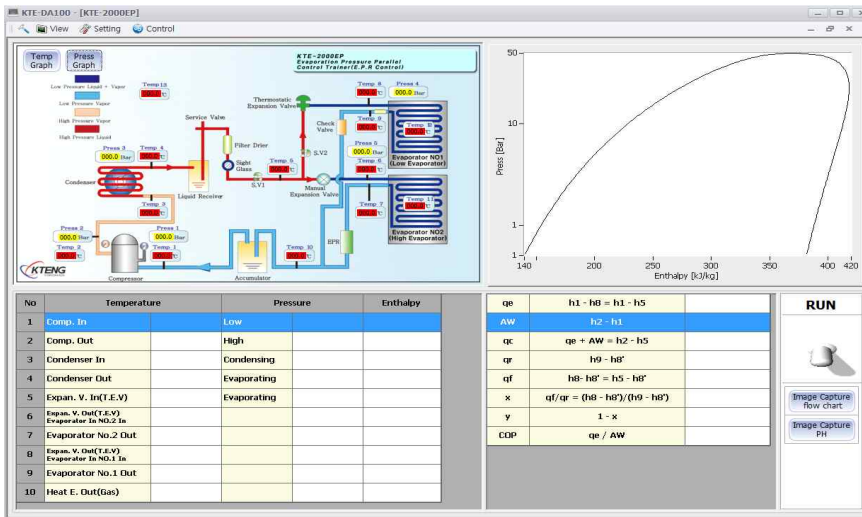 KTE-DA100 - [KTE-2000EP]
View Setting Control
Temp Graph
Press Graph
Low Pressure Liquid + Vapor
Low Pressure Vapor
High Pressure Vapor
High Pressure Liquid
KTE-2000EP
Evaporation Pressure Parallel
Control Trainer(E.P.R Control)
Temp 8
Press 4
000.0 Bar
Thermostatic
Expansion Valve
Service Valve
Check
Valve
Temp 9
Evaporator NO1
(Low Evaporator)
Press 3
000.0 Bar
Temp 4
Filter Drier
Temp 5
S.V2
Press 5
000.0 Bar
Temp 6
Condenser
Sight
Glass
S.V1
Manual
Expansion Valve
Liquid Receiver
Temp 3
Temp 7
Temp 11
Evaporator NO2
(High Evaporator)
Press 2
000.0 Bar
Temp 2
Press 1
000.0 Bar
Temp 1
Temp 10
EPR
KTENG
Compressor
Accumulator
Press [Bar]
50
10
1
1
140 200 250 300 350 400 420
Enthalpy [kJ/kg]
No Temperature Pressure Enthalpy
1 Comp. In Low
2 Comp. Out High
3 Condenser In Condensing
4 Condenser Out Evaporating
5 Expan. V. In(T.E.V) Evaporating
6 Expan. V. Out(T.E.V)
Evaporator In NO.2 In
7 Evaporator No.2 Out
8 Expan. V. Out(T.E.V)
Evaporator In NO.1 In
9 Evaporator No.1 Out
10 Heat E. Out(Gas)
qe h1 - h8 = h1 - h5
AW h2 - h1
qc qe + AW = h2 - h5
qr h9 - h8'
qf h8- h8' = h5 - h8'
x qf/qr = (h8 - h8')/(h9 - h8')
y 1 - x
COP qe / AW
RUN
Image Capture
flow chart
Image Capture
PH